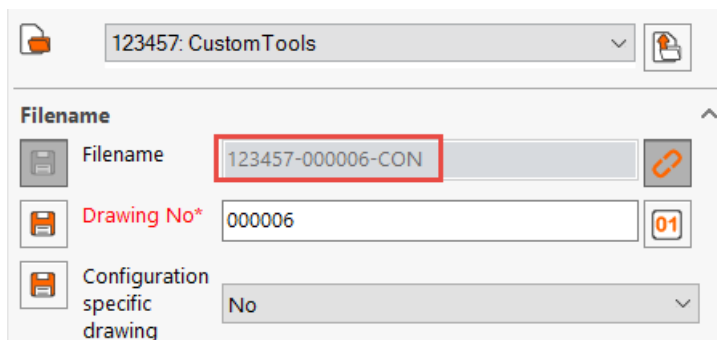 123457: CustomTools
Filename
Filename 123457-000006-CON
Drawing No* 000006 01
Configuration
specific No
drawing